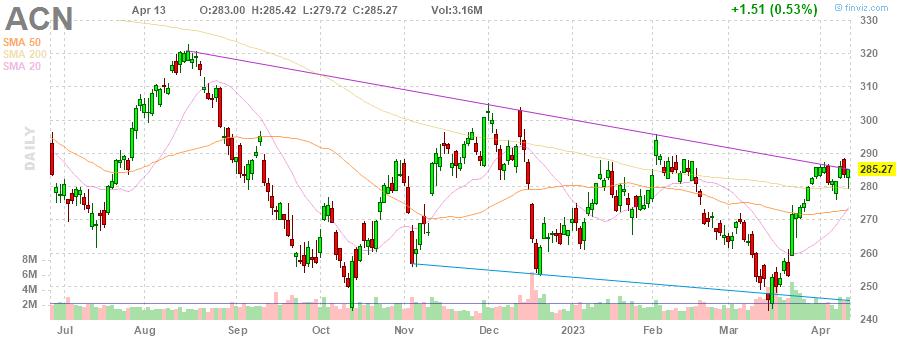 ACN
Apr 13 O:283.00 H:285.42 L:279.72 C:285.27 Vol:3.16M
+1.51 (0.53%)
@ finviz.com
SMA 50
SMA 200
SMA 20
DAILY
330
320
310
300
290
285.27
280
270
260
250
240
8M
6M
4M
2M
Jul Aug Sep Oct Nov Dec 2023 Feb Mar Apr